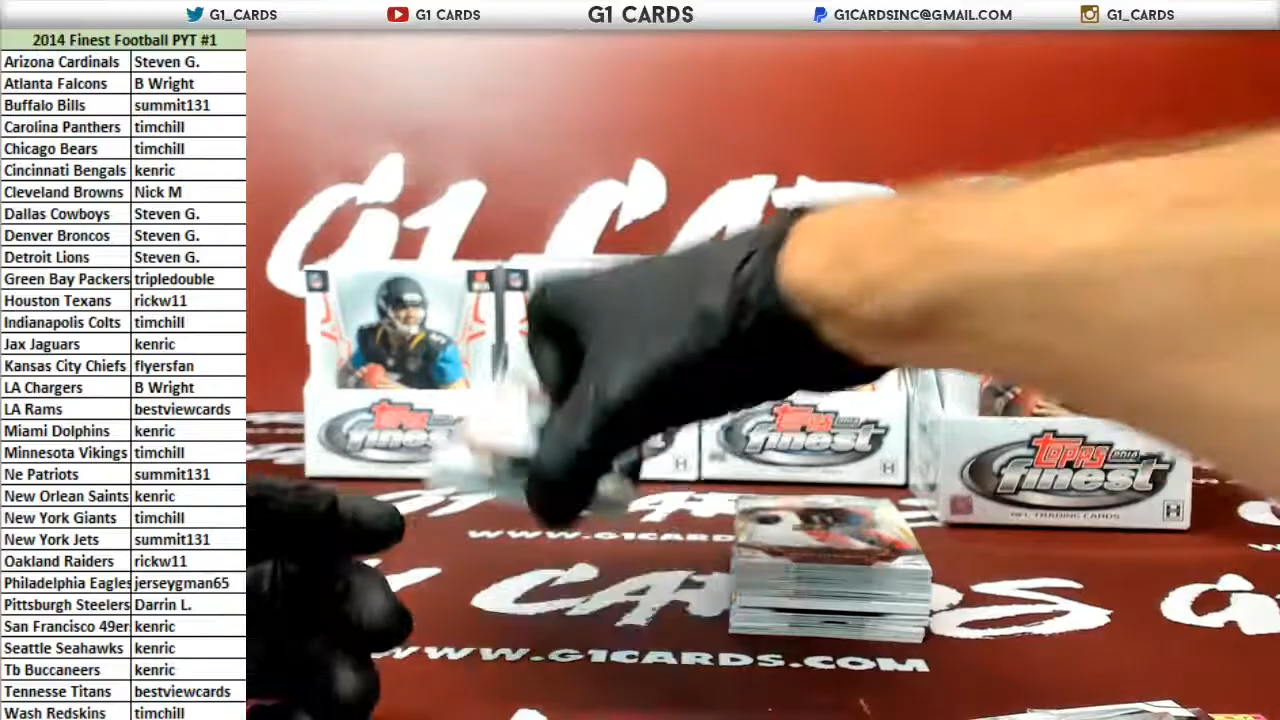 G1_CARDS G1 CARDS G1 CARDS G1CARDSINC@GMAIL.COM G1_CARDS
2014 Finest Football PYT #1
Arizona Cardinals Steven G.
Atlanta Falcons B Wright
Buffalo Bills summit131
Carolina Panthers timchill
Chicago Bears timchill
Cincinnati Bengals kenric
Cleveland Browns Nick M
Dallas Cowboys Steven G.
Denver Broncos Steven G.
Detroit Lions Steven G.
Green Bay Packers tripledouble
Houston Texans rickw11
Indianapolis Colts timchill
Jax Jaguars kenric
Kansas City Chiefs flyersfan
LA Chargers B Wright
LA Rams bestviewcards
Miami Dolphins kenric
Minnesota Vikings timchill
Ne Patriots summit131
New Orlean Saints kenric
New York Giants timchill
New York Jets summit131
Oakland Raiders rickw11
Philadelphia Eagles jerseygman65
Pittsburgh Steelers Darrin L.
San Francisco 49er kenric
Seattle Seahawks kenric
Tb Buccaneers kenric
Tennesse Titans bestviewcards
Wash Redskins timchill
G1 CA
Topps finest
Topps finest
Topps 2014 finest
NFL TRADING CARDS
WWW.G1CARDS
CARDS
WWW.G1CARDS.COM